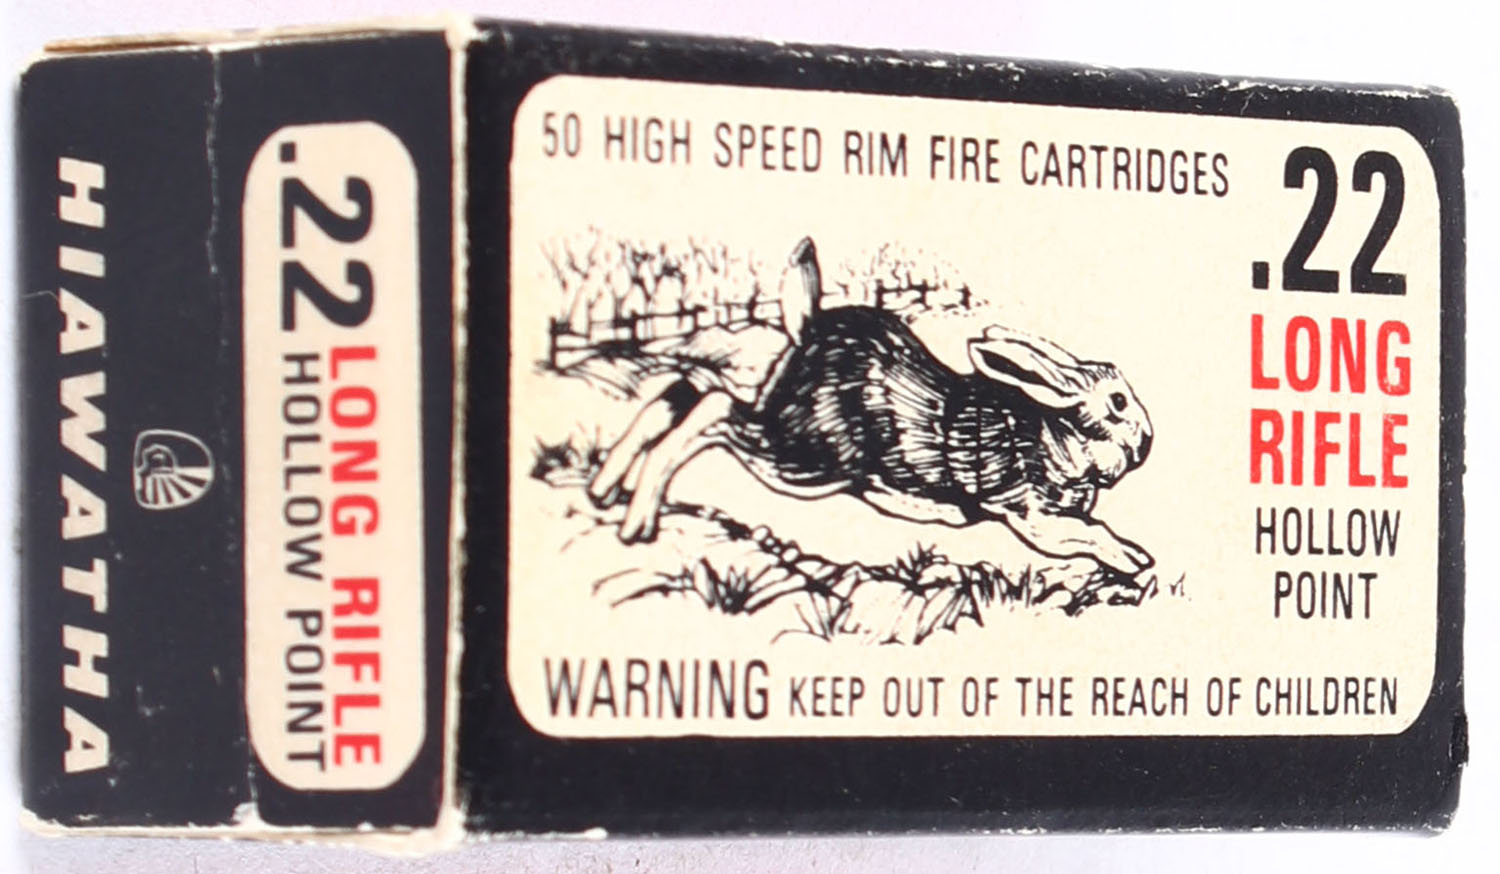 HIAWATHA
.22 LONG RIFLE
HOLLOW POINT
50 HIGH SPEED RIM FIRE CARTRIDGES
.22
LONG
RIFLE
HOLLOW
POINT
WARNING KEEP OUT OF THE REACH OF CHILDREN